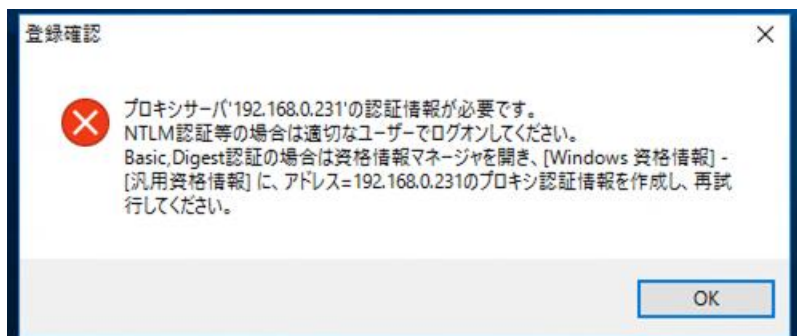 登録確認
プロキシサーバ'192.168.0.231'の認証情報が必要です。
NTLM認証等の場合は適切なユーザーでログオンしてください。
Basic,Digest認証の場合は資格情報マネージャを開き、[Windows 資格情報] -
[汎用資格情報] に、アドレス=192.168.0.231のプロキシ認証情報を作成し、再試
行してください。
OK